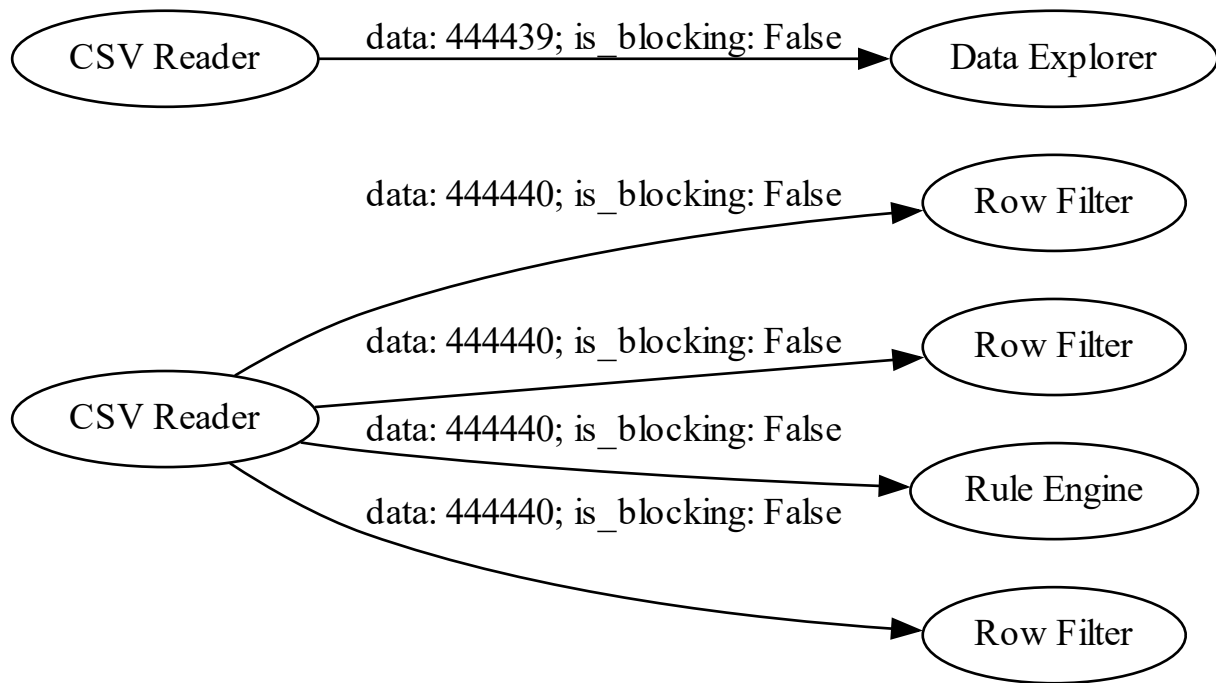 CSV Reader
data: 444439; is_blocking: False
Data Explorer
data: 444440; is_blocking: False
Row Filter
data: 444440; is_blocking: False
Row Filter
CSV Reader
data: 444440; is_blocking: False
Rule Engine
data: 444440; is_blocking: False
Row Filter